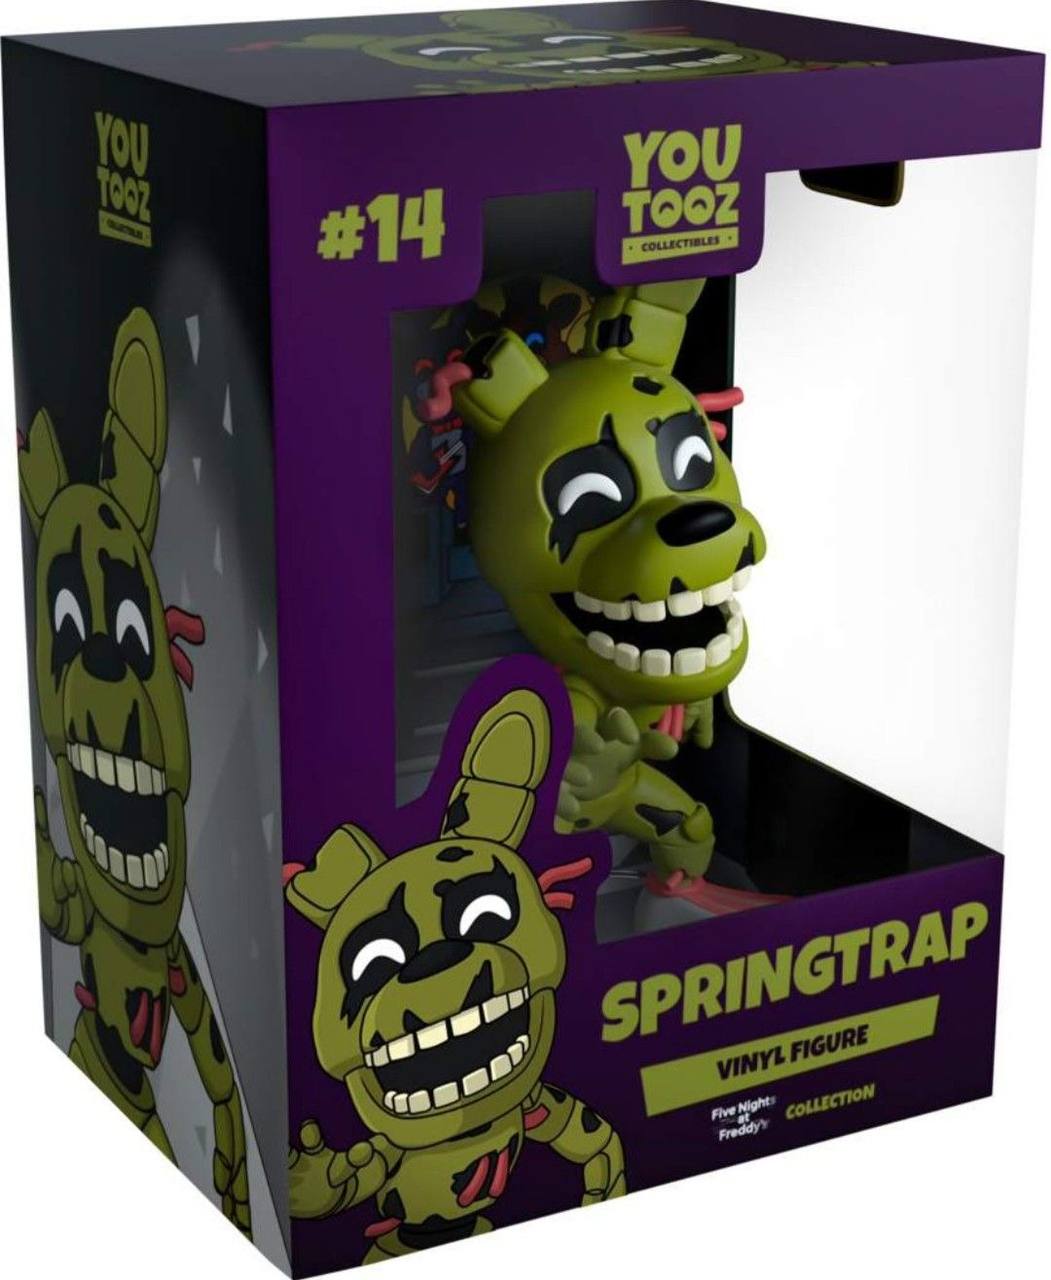 YOU
TOOZ
COLLECTIBLES
#14
YOU
TOOZ
COLLECTIBLES
SPRINGTRAP
VINYL FIGURE
Five Nights
at
Freddy's
COLLECTION